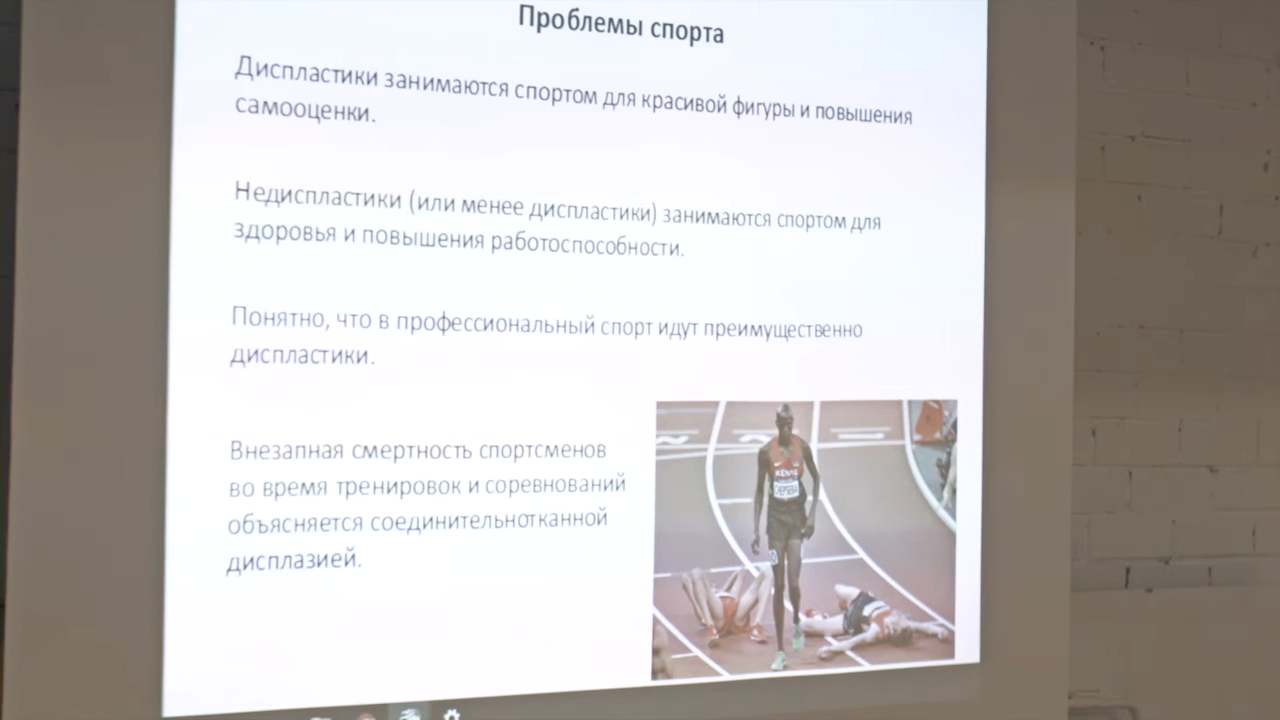 Проблемы спорта
Диспластики занимаются спортом для красивой фигуры и повышения
самооценки.
Недиспластики (или менее диспластики) занимаются спортом для
здоровья и повышения работоспособности.
Понятно, что в профессиональный спорт идут преимущественно
диспластики.
Внезапная смертность спортсменов
во время тренировок и соревнований
объясняется соединительнотканной
дисплазией.
KENYA